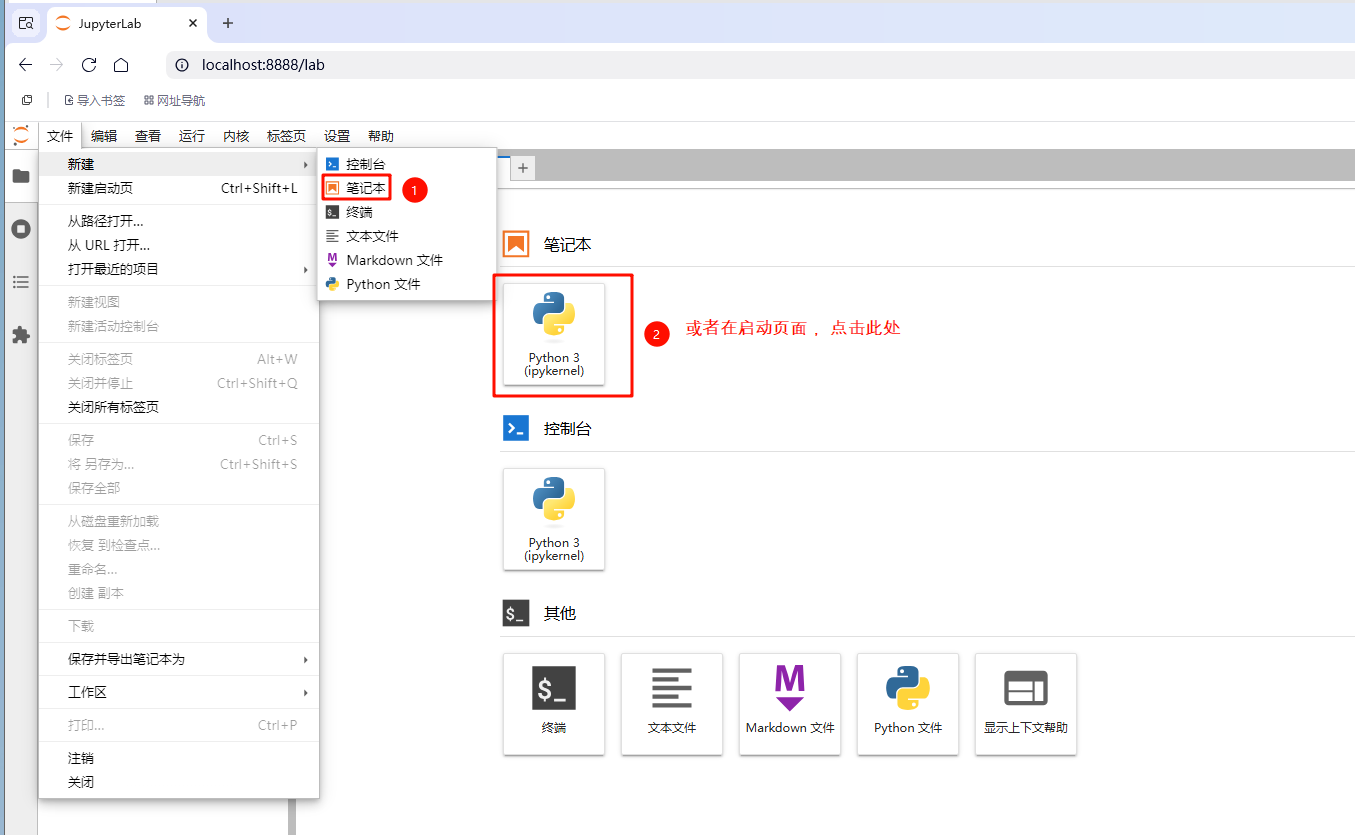 JupyterLab
localhost:8888/lab
导入书签 网址导航
文件 编辑 查看 运行 内核 标签页 设置 帮助
新建
新建启动页 Ctrl+Shift+L
从路径打开...
从 URL 打开...
打开最近的项目
新建视图
新建活动控制台
关闭标签页 Alt+W
关闭并停止 Ctrl+Shift+Q
关闭所有标签页
保存 Ctrl+S
将 另存为... Ctrl+Shift+S
保存全部
从磁盘重新加载
恢复 到检查点...
重命名...
创建 副本
下载
保存并导出笔记本为
工作区
打印... Ctrl+P
注销
关闭
控制台
笔记本 1
终端
文本文件
Markdown 文件
Python 文件
笔记本
Python 3
(ipykernel)
2 或者在启动页面 ，点击此处
控制台
Python 3
(ipykernel)
$_ 其他
终端 文本文件 Markdown 文件 Python 文件 显示上下文帮助